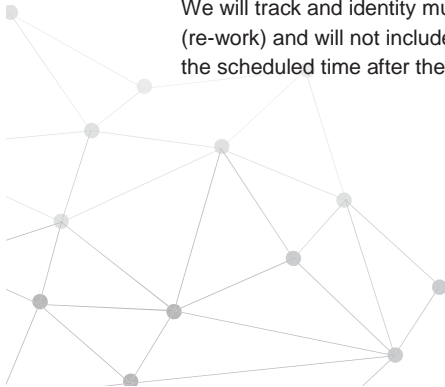 We will track and identity mu
(re-work) and will not include
the scheduled time after the